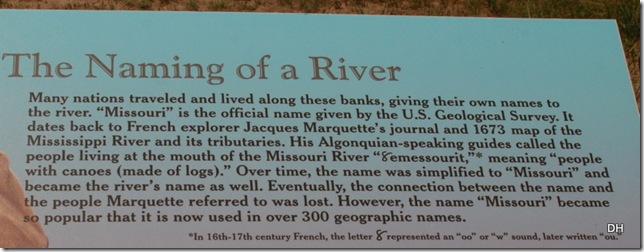 The Naming of a River
Many nations traveled and lived along these banks, giving their own names to
the river. “Missouri” is the official name given by the U.S. Geological Survey. It
dates back to French explorer Jacques Marquette’s journal and 1673 map of the
Mississippi River and its tributaries. His Algonquian-speaking guides called the
people living at the mouth of the Missouri River “8emessourit,”* meaning “people
with canoes (made of logs).” Over time, the name was simplified to “Missouri” and
became the river’s name as well. Eventually, the connection between the name and
the people Marquette referred to was lost. However, the name “Missouri” became
so popular that it is now used in over 300 geographic names.
*In 16th-17th century French, the letter 8 represented an “oo” or “w” sound, later written “ou.”
DH